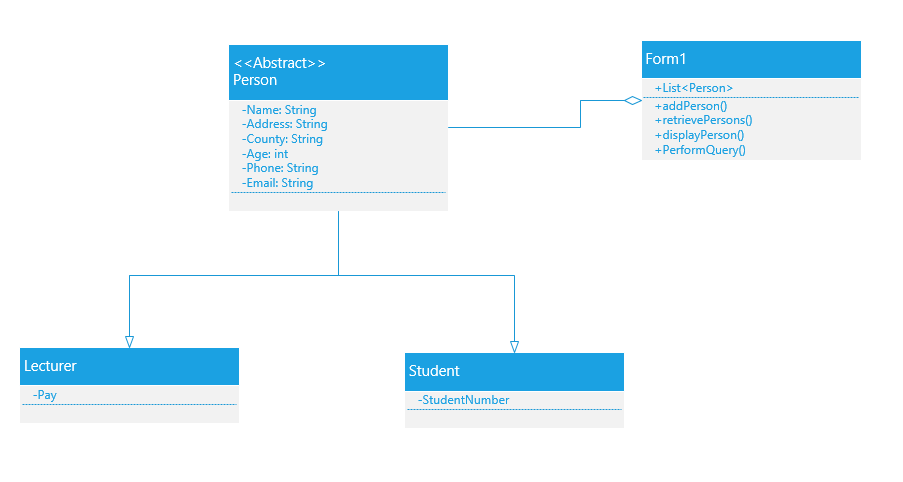 <<Abstract>>
Person
-Name: String
-Address: String
-County: String
-Age: int
-Phone: String
-Email: String
Form1
+List<Person>
+addPerson()
+retrievePersons()
+displayPerson()
+PerformQuery()
Lecturer
-Pay
Student
-StudentNumber